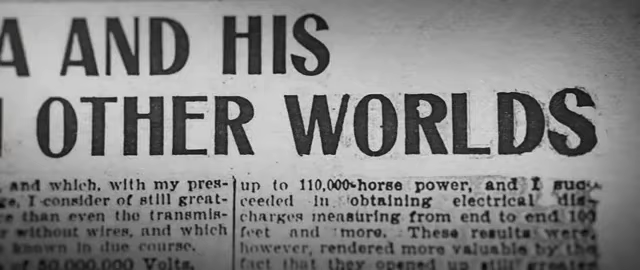 A AND HIS
OTHER WORLDS
and which, with my pres-
ge, I consider of still great-
re than even the transmis-
r without wires, and which
known in due course.
of 50,000,000 Volts.
up to 110,000-horse power, and I suc-
ceeded in obtaining electrical dis-
charges measuring from end to end 100
feet and more. These results were,
however, rendered more valuable by the
fact that they opened up still greater